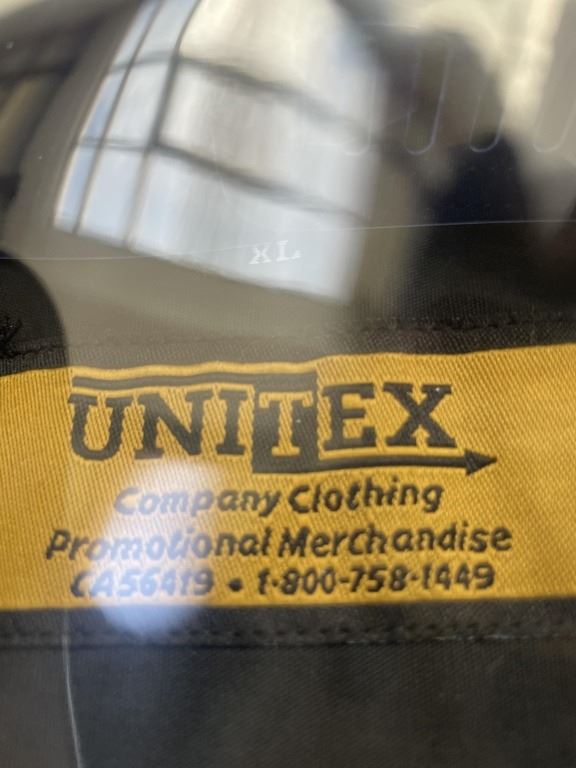 XL
UNITEX
Company Clothing
Promotional Merchandise
CA56419 • 1-800-758-1449